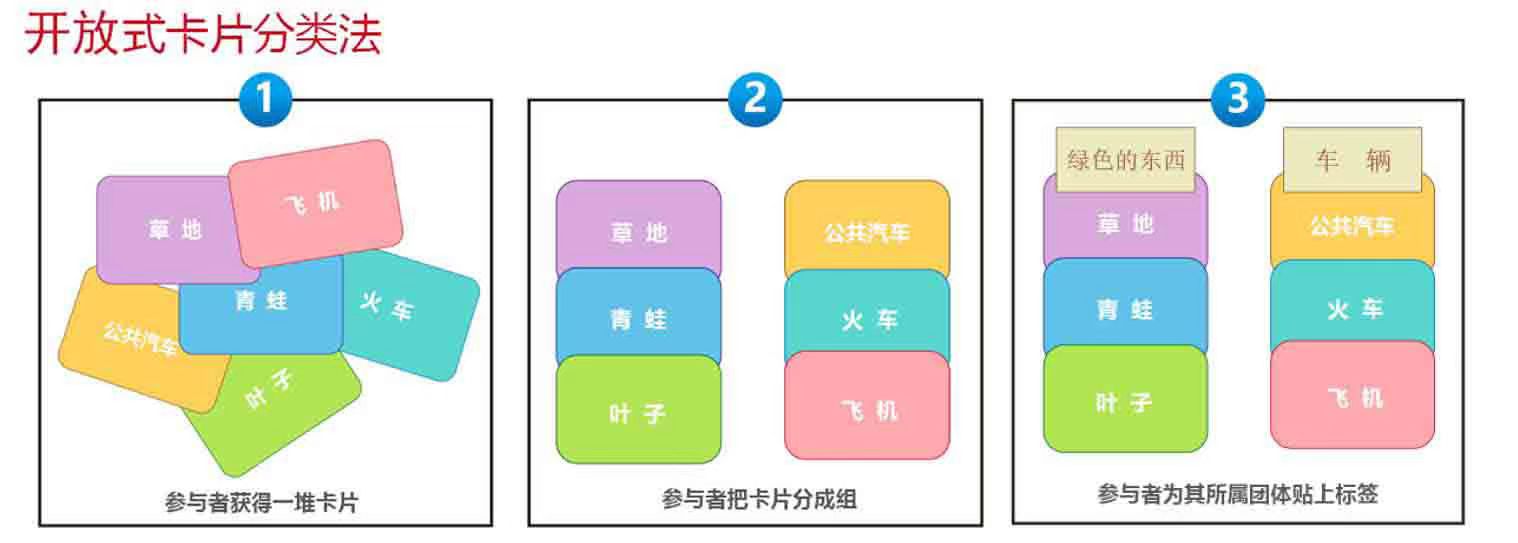 开放式卡片分类法
1
草 地
飞 机
青 蛙
火 车
公共汽车
叶 子
参与者获得一堆卡片
2
草 地
公共汽车
青 蛙
火 车
叶 子
飞 机
参与者把卡片分成组
3
绿色的东西
车 辆
草 地
公共汽车
青 蛙
火 车
叶 子
飞 机
参与者为其所属团体贴上标签